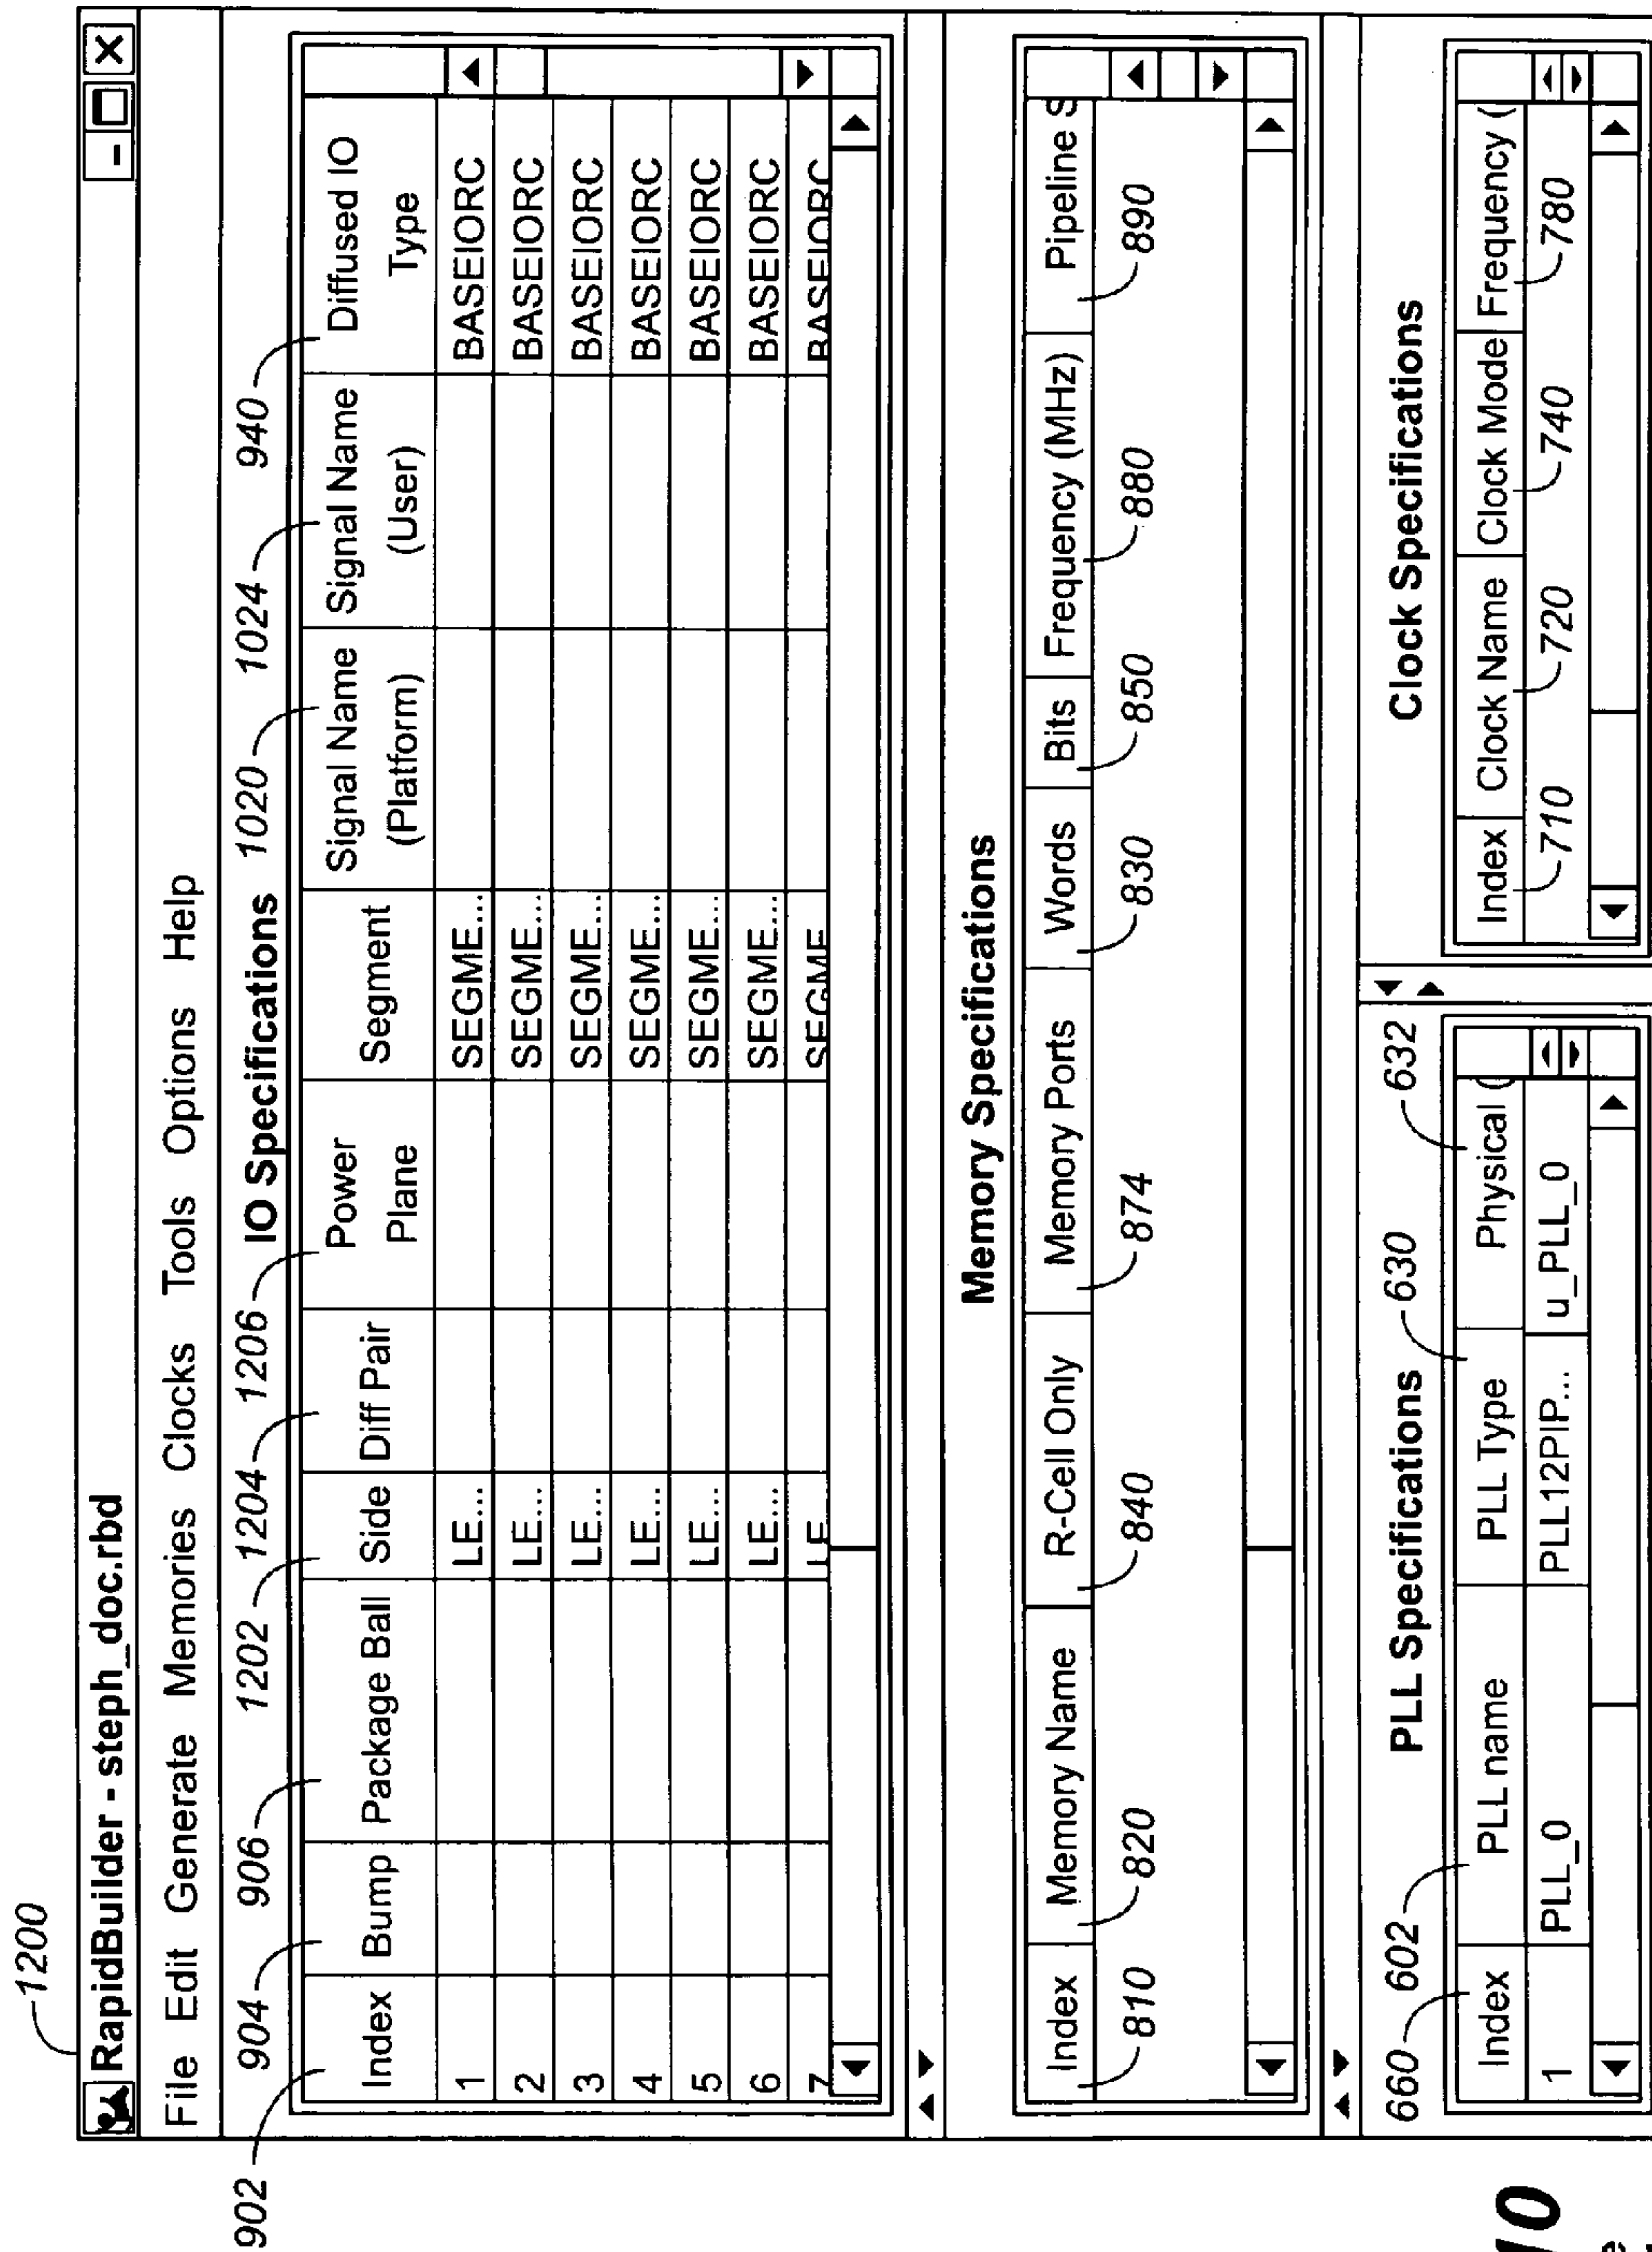 1200
RapidBuilder - steph_doc.rbd
File Edit Generate Memories Clocks Tools Options Help
902 904 906 1202 1204 1206 IO Specifications 1020 1024 940
Index Bump Package Ball Side Diff Pair Power Plane Segment Signal Name (Platform) Signal Name (User) Diffused IO Type
1 LE... SEGME... BASEIORC
2 LE... SEGME... BASEIORC
3 LE... SEGME... BASEIORC
4 LE... SEGME... BASEIORC
5 LE... SEGME... BASEIORC
6 LE... SEGME... BASEIORC
7 LE SEGME BASEIORC
Memory Specifications
Index Memory Name R-Cell Only Memory Ports Words Bits Frequency (MHz) Pipeline S
810 820 840 874 830 850 880 890
660 602 PLL Specifications 630 632
Index PLL name PLL Type Physical (
1 PLL_0 PLL12PIP... u_PLL_0
Clock Specifications
Index Clock Name Clock Mode Frequency (
710 720 740 780
10